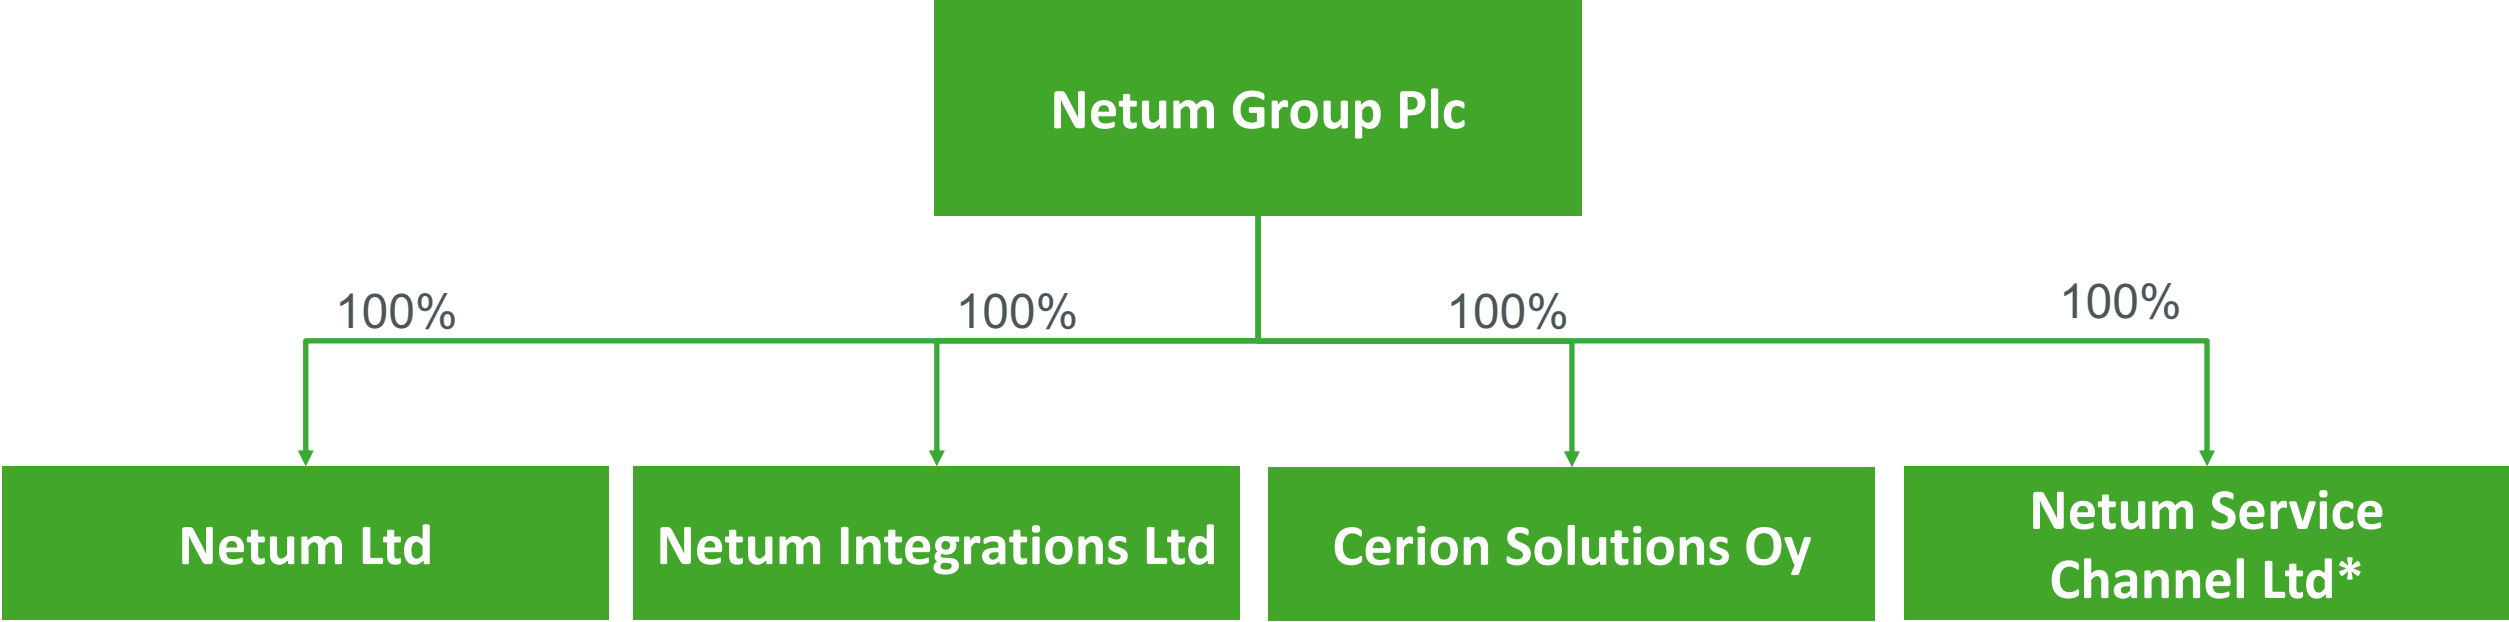 Netum Group Plc
100%
100%
100%
100%
Netum Ltd
Netum Integrations Ltd
Cerion Solutions Oy
Netum Service
Channel Ltd*